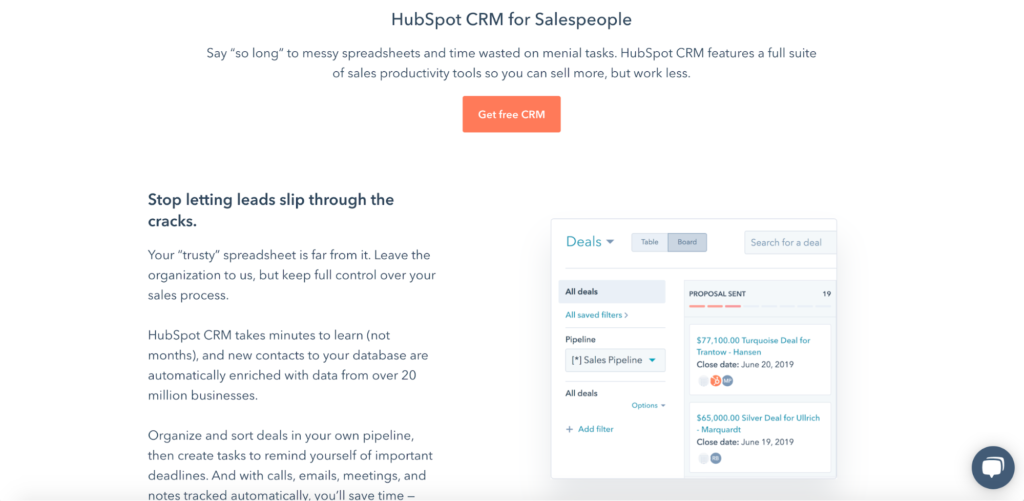 HubSpot CRM for Salespeople
Say “so long” to messy spreadsheets and time wasted on menial tasks. HubSpot CRM features a full suite
of sales productivity tools so you can sell more, but work less.
Get free CRM
Stop letting leads slip through the
cracks.
Your “trusty” spreadsheet is far from it. Leave the
organization to us, but keep full control over your
sales process.
HubSpot CRM takes minutes to learn (not
months), and new contacts to your database are
automatically enriched with data from over 20
million businesses.
Organize and sort deals in your own pipeline,
then create tasks to remind yourself of important
deadlines. And with calls, emails, meetings, and
notes tracked automatically, you’ll save time —
Deals
Table
Board
Search for a deal
All deals
All saved filters >
Pipeline
[*] Sales Pipeline
All deals
Options
+ Add filter
PROPOSAL SENT 19
$77,100.00 Turquoise Deal for
Trantow - Hansen
Close date: June 20, 2019
$65,000.00 Silver Deal for Ullrich
- Marquardt
Close date: June 19, 2019